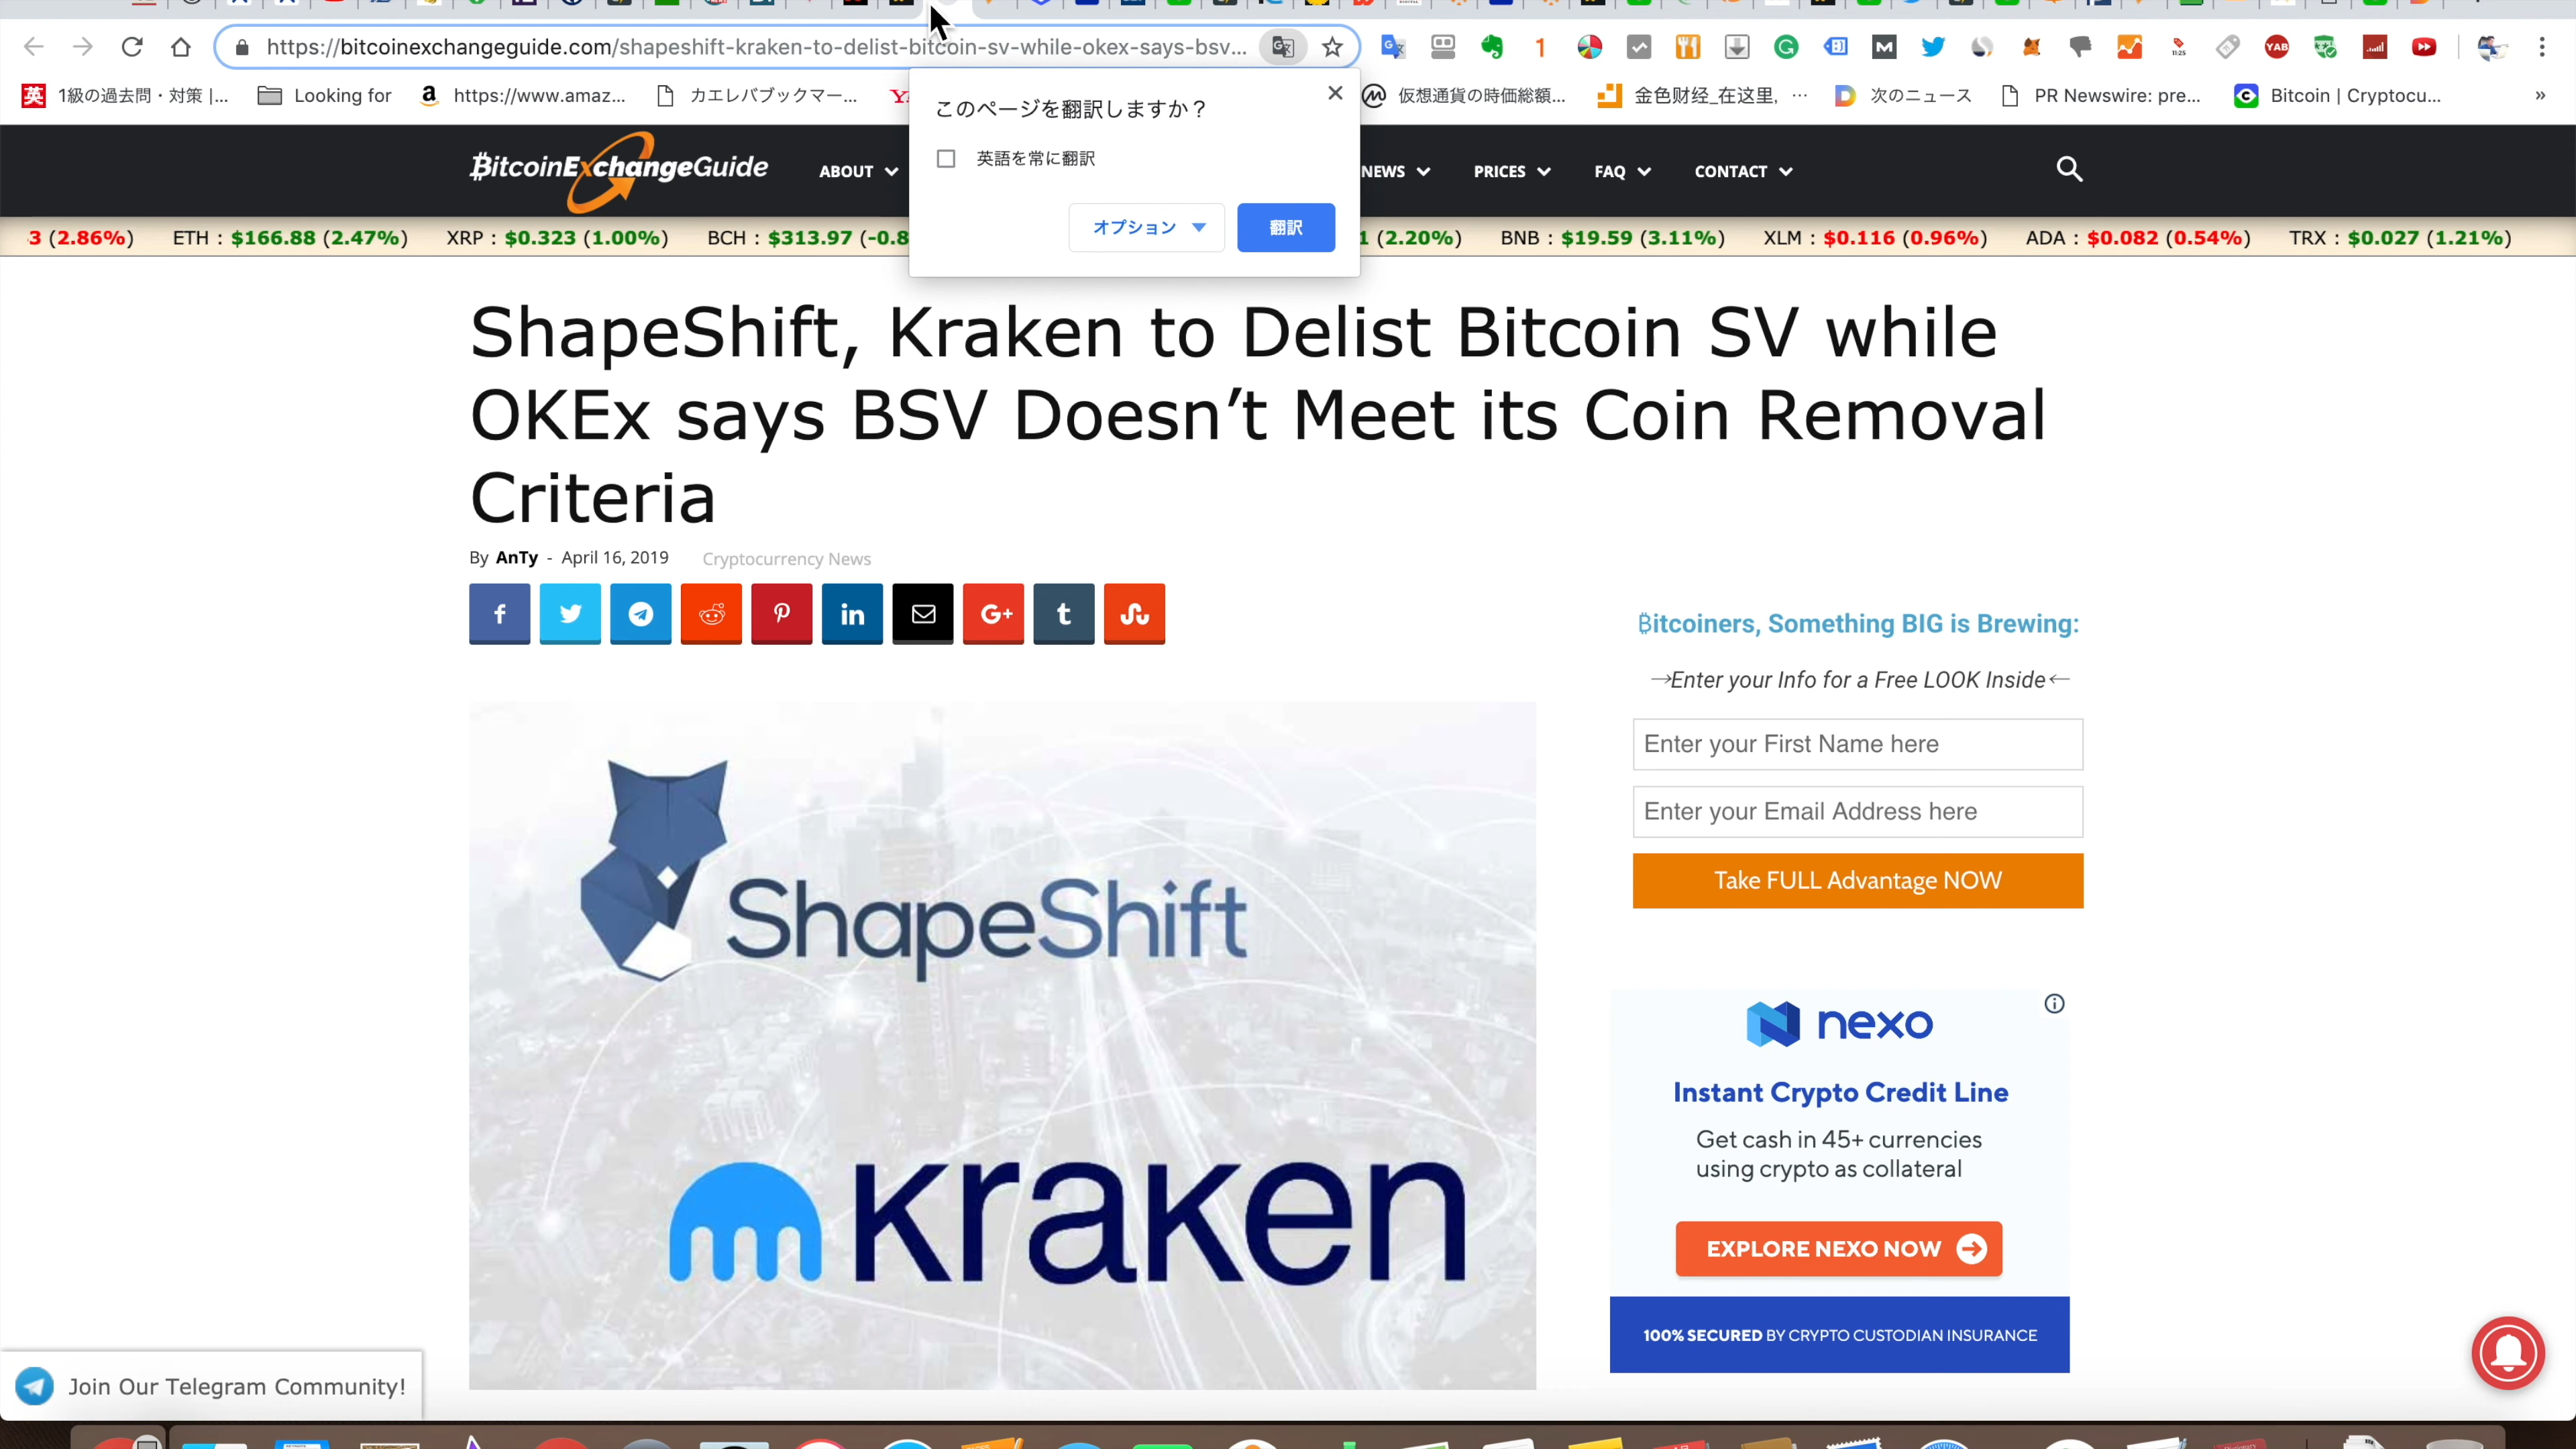 https://bitcoinexchangeguide.com/shapeshift-kraken-to-delist-bitcoin-sv-while-okex-says-bsv...
英 1級の過去問・対策 |... Looking for https://www.amaz... カエレバブックマー... 仮想通貨の時価総額... 金色财经_在这里, ... 次のニュース PR Newswire: pre... Bitcoin | Cryptocu... »
このページを翻訳しますか？
英語を常に翻訳
オプション 翻訳
BitcoinExchangeGuide ABOUT NEWS PRICES FAQ CONTACT
3 (2.86%) ETH : $166.88 (2.47%) XRP : $0.323 (1.00%) BCH : $313.97 (-0.8 1 (2.20%) BNB : $19.59 (3.11%) XLM : $0.116 (0.96%) ADA : $0.082 (0.54%) TRX : $0.027 (1.21%)
ShapeShift, Kraken to Delist Bitcoin SV while
OKEx says BSV Doesn’t Meet its Coin Removal
Criteria
By AnTy - April 16, 2019 Cryptocurrency News
₿itcoiners, Something BIG is Brewing:
→Enter your Info for a Free LOOK Inside←
Enter your First Name here
Enter your Email Address here
Take FULL Advantage NOW
ShapeShift
kraken
nexo
Instant Crypto Credit Line
Get cash in 45+ currencies
using crypto as collateral
EXPLORE NEXO NOW
100% SECURED BY CRYPTO CUSTODIAN INSURANCE
Join Our Telegram Community!